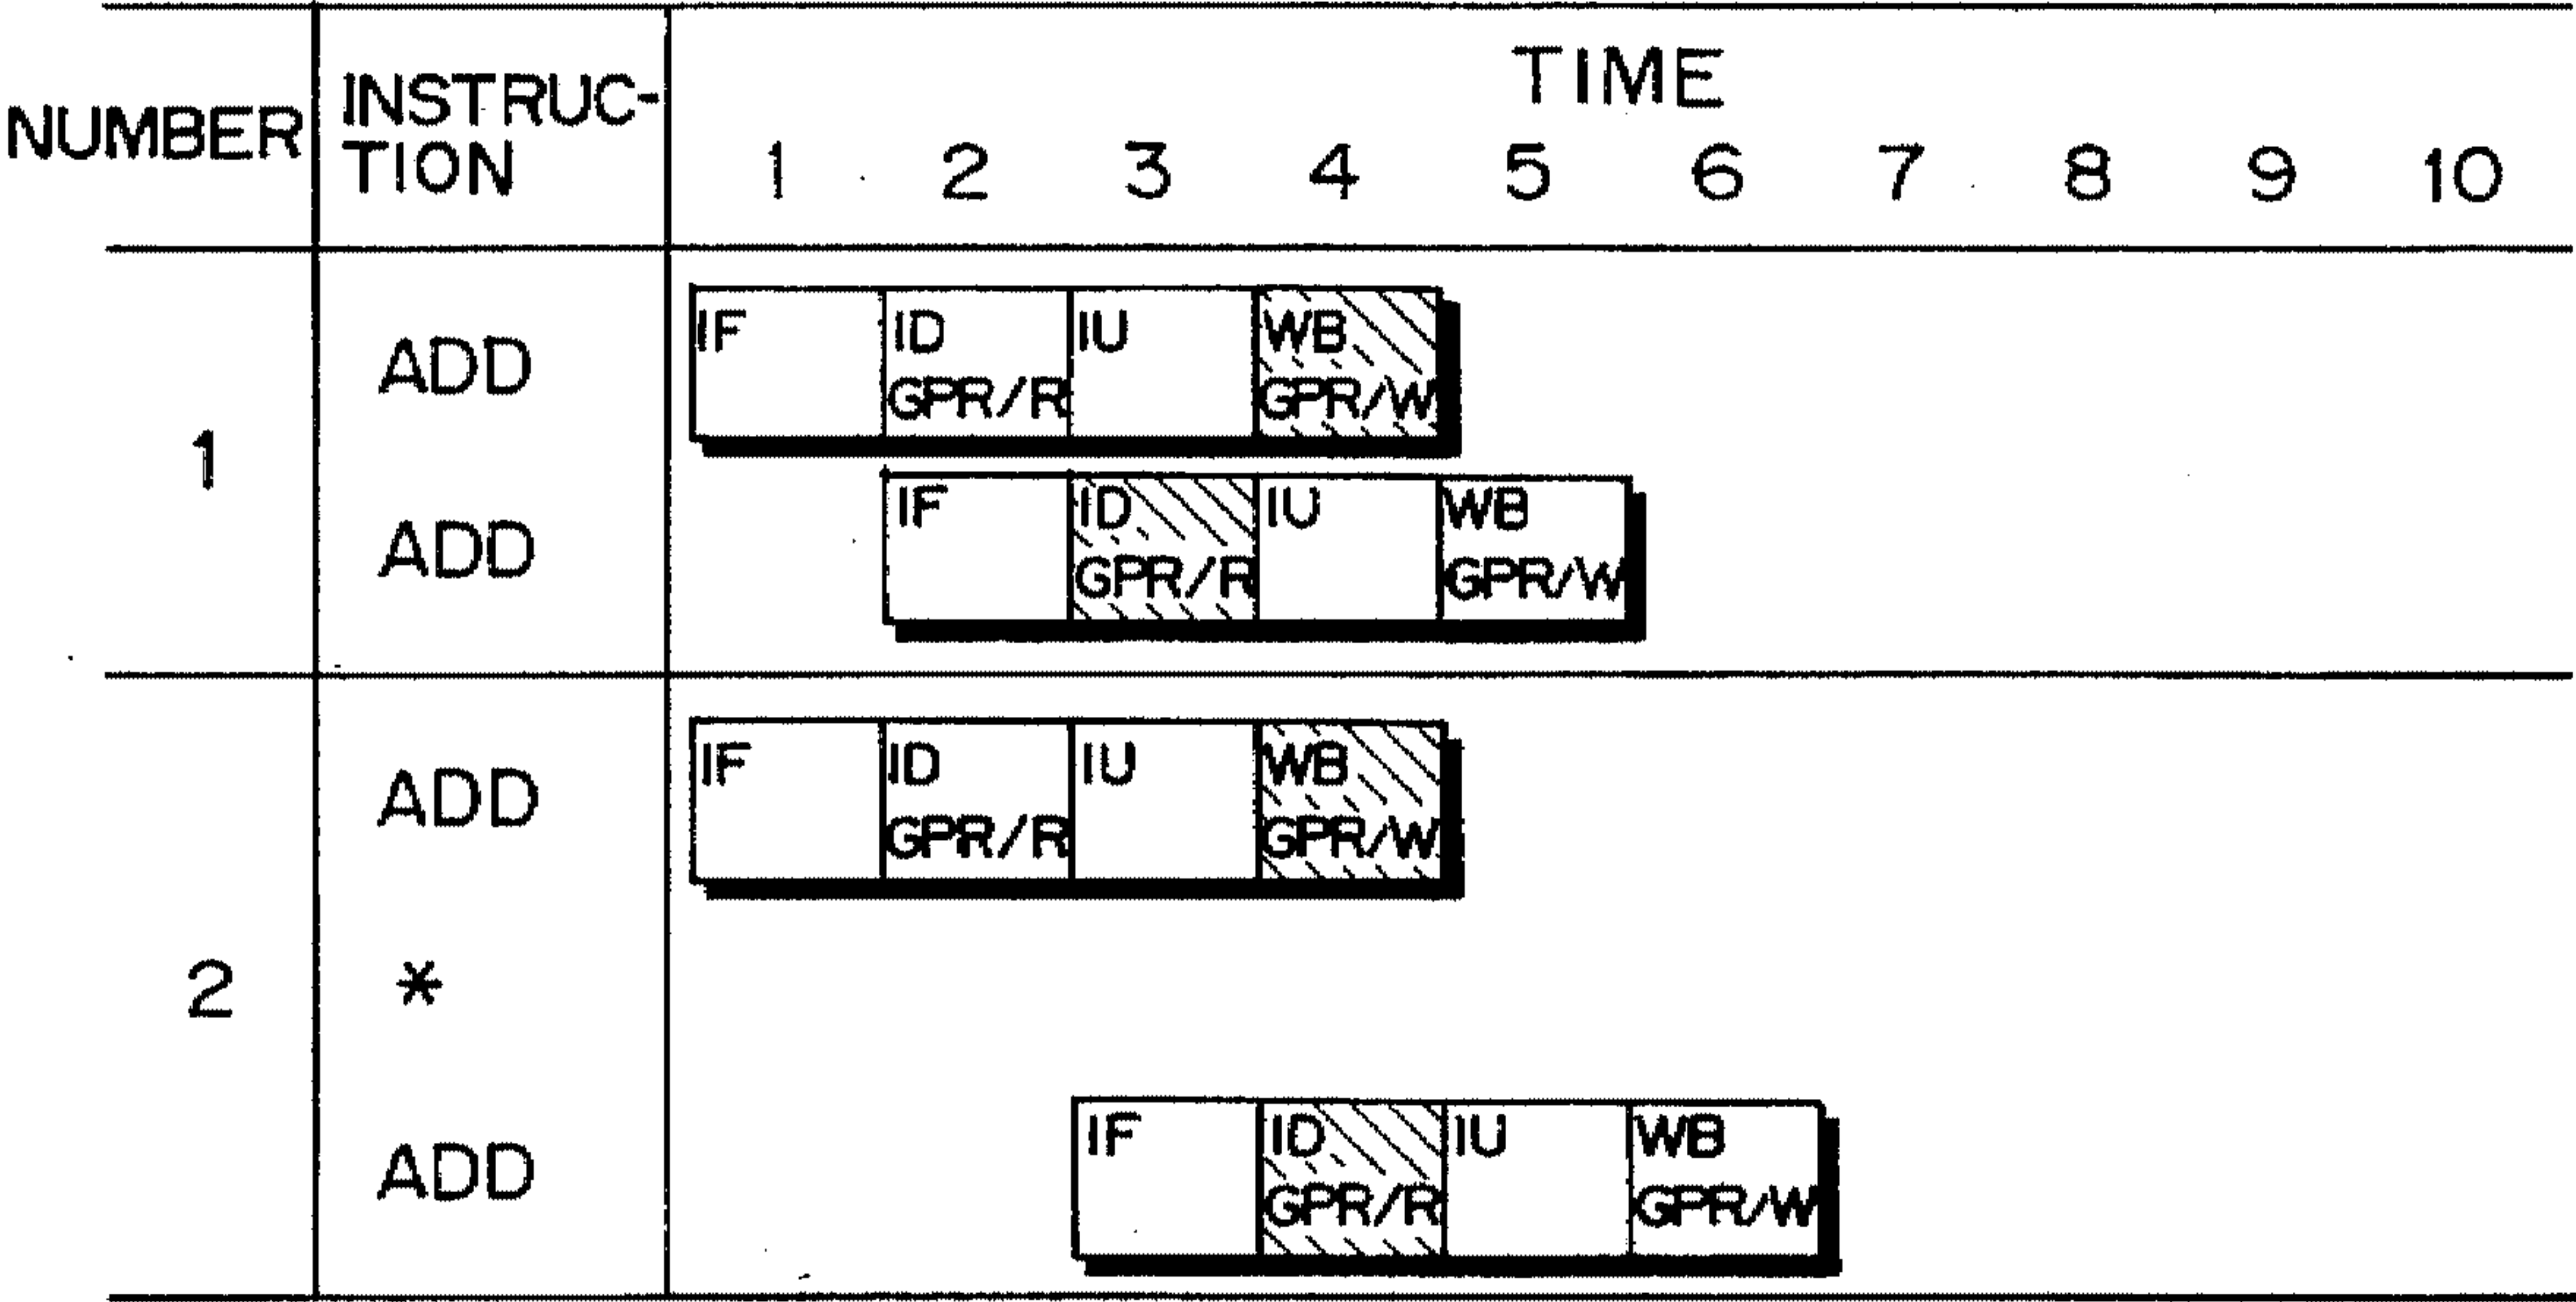 NUMBER INSTRUC-TION TIME
1 2 3 4 5 6 7 8 9 10
1
ADD IF ID GPR/R IU WB GPR/W
ADD IF ID GPR/R IU WB GPR/W
2
ADD IF ID GPR/R IU WB GPR/W
*
ADD IF ID GPR/R IU WB GPR/W